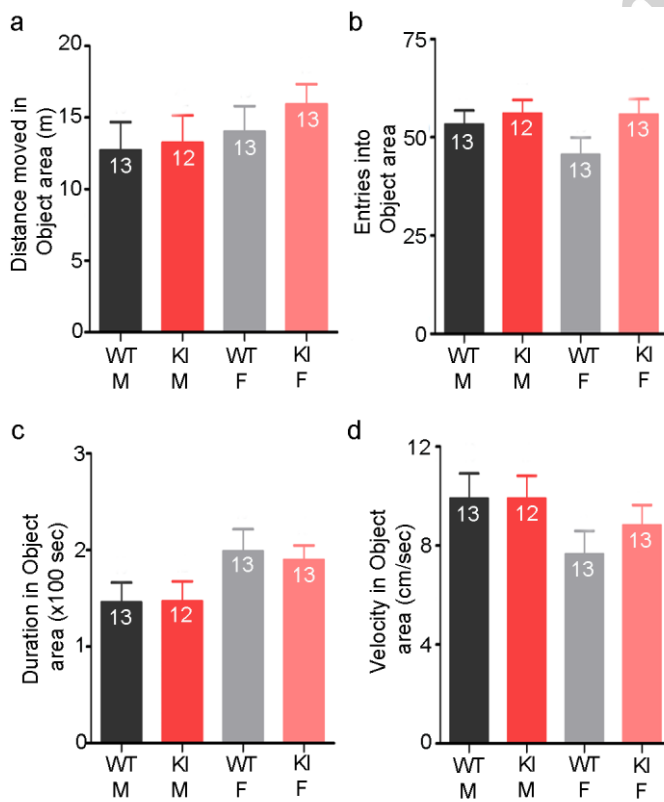 a
Distance moved in
Object area (m)
20
15
10
5
0
13
12
13
13
WT KI WT KI
M M F F
b
Entries into
Object area
75
50
25
0
13
12
13
13
WT KI WT KI
M M F F
c
Duration in Object
area (x100 sec)
3
2
1
0
13
12
13
13
WT KI WT KI
M M F F
d
Velocity in Object
area (cm/sec)
12
8
4
0
13
12
13
13
WT KI WT KI
M M F F